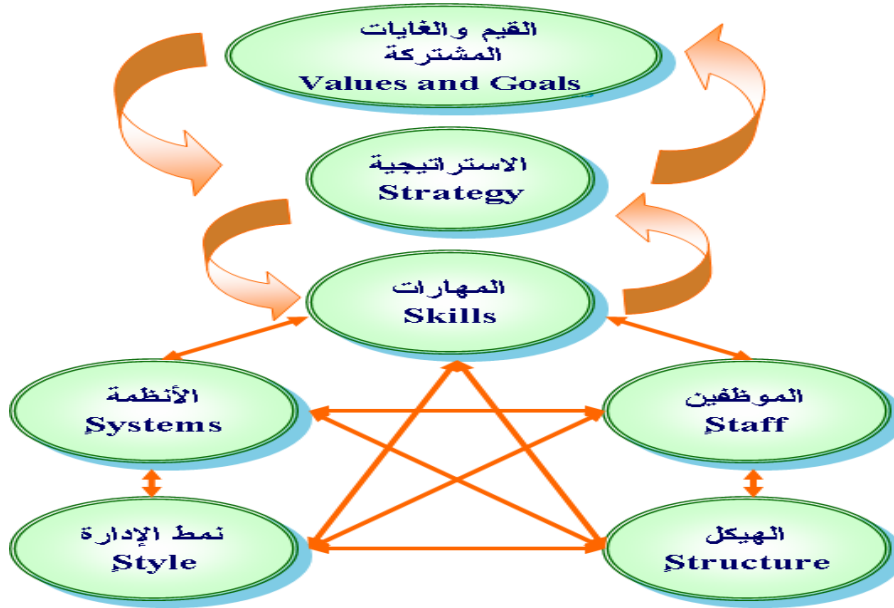 القيم والغايات
المشتركة
Values and Goals
الاستراتيجية
Strategy
المهارات
Skills
الأنظمة
Systems
الموظفين
Staff
نمط الإدارة
Style
الهيكل
Structure